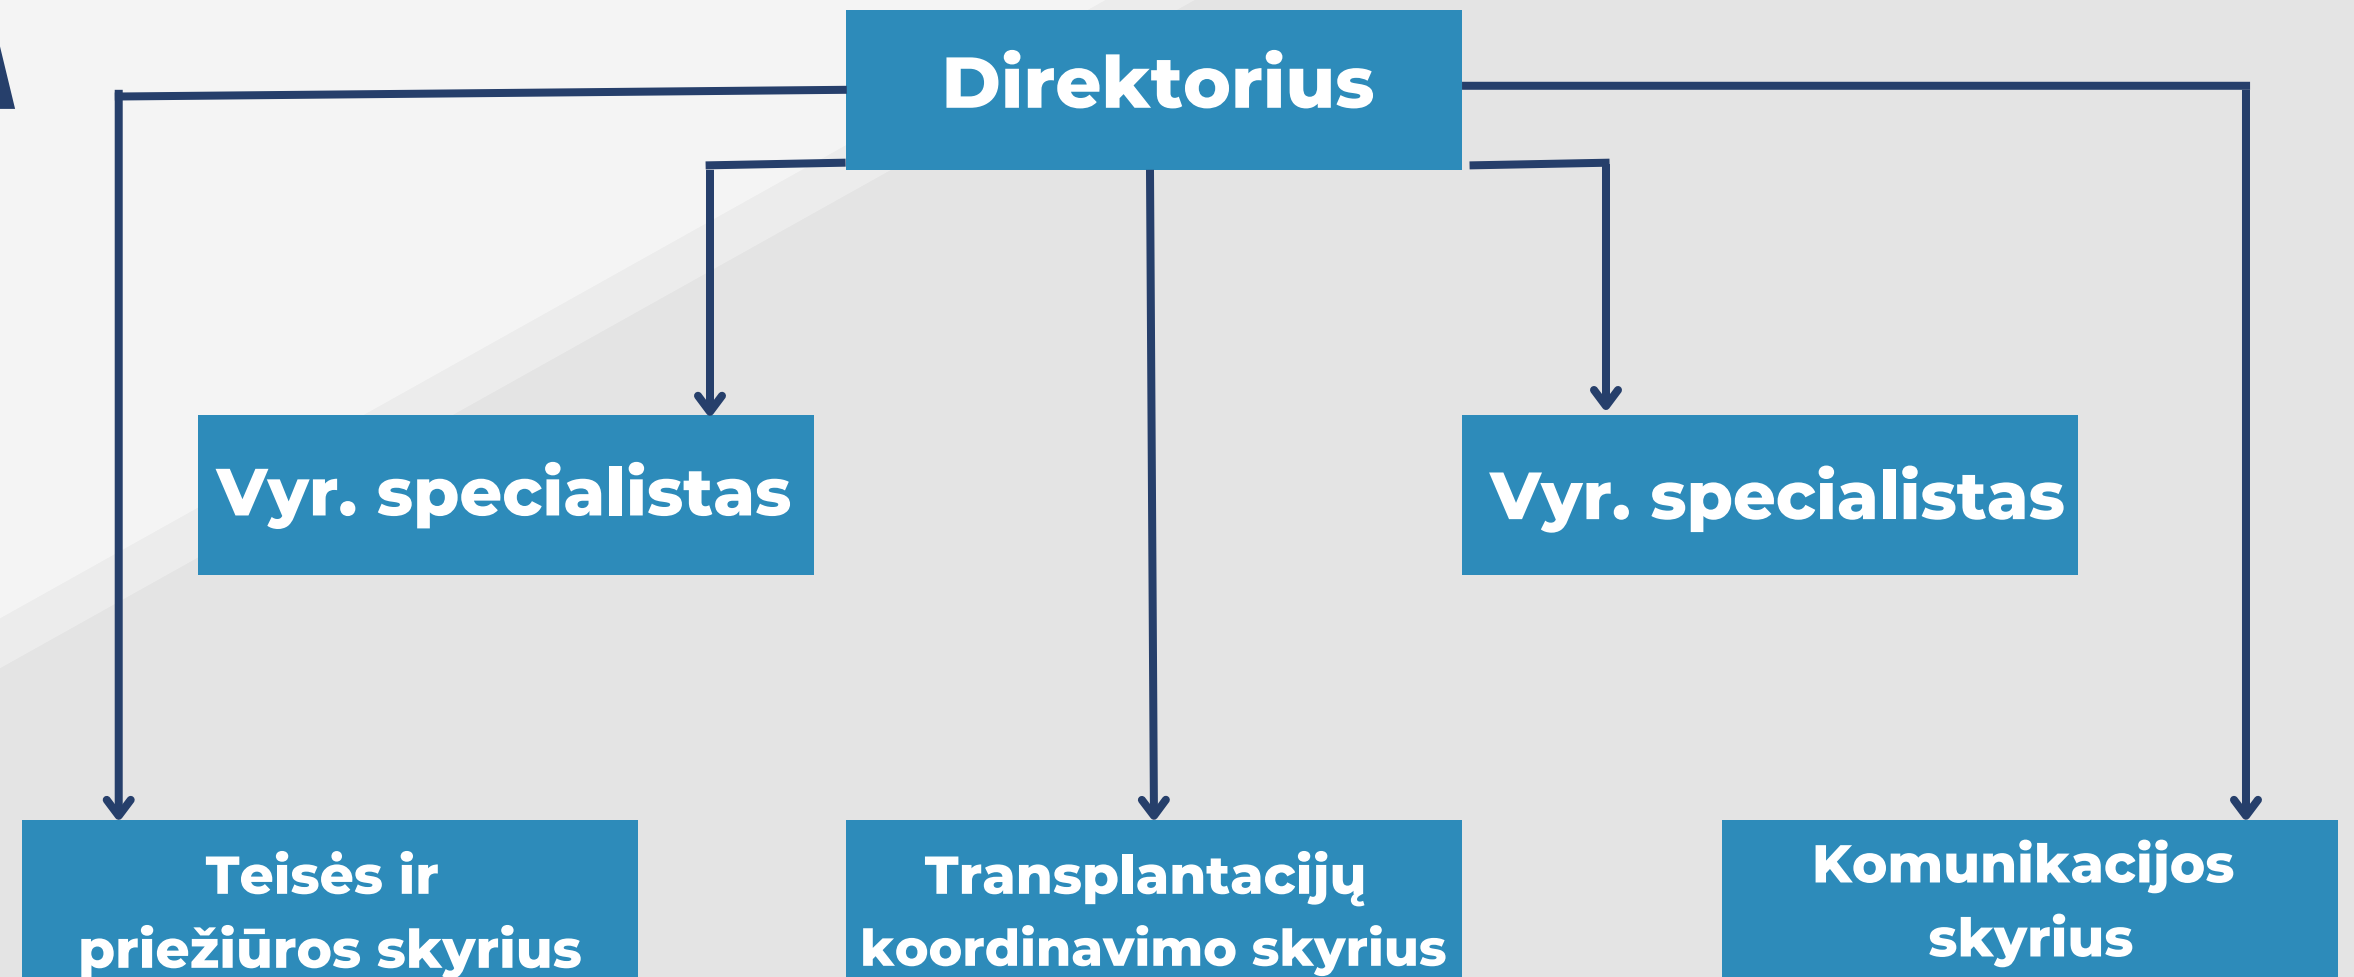 Direktorius
Vyr. specialistas
Vyr. specialistas
Teisės ir
priežiūros skyrius
Transplantacijų
koordinavimo skyrius
Komunikacijos
skyrius